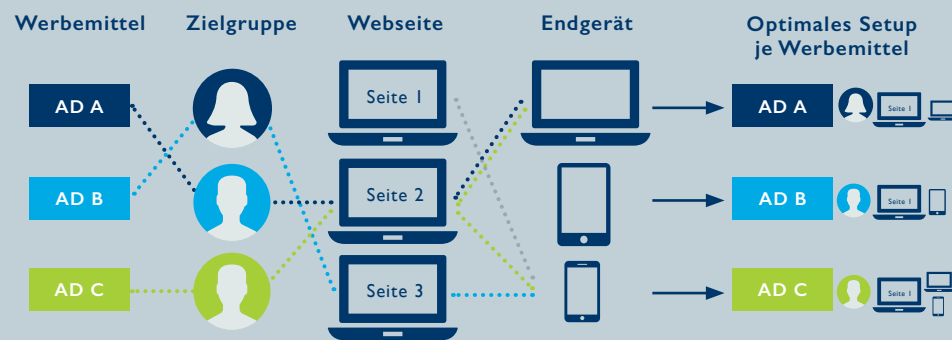 Werbemittel
Zielgruppe
Webseite
Endgerät
Optimales Setup
je Werbemittel
AD A
Seite 1
AD A
Seite 1
AD B
Seite 2
AD B
Seite 1
AD C
Seite 3
AD C
Seite 1